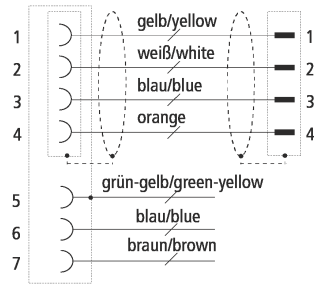 gelb/yellow
1 1
weiß/white
2 2
blau/blue
3 3
orange
4 4
grün-gelb/green-yellow
5
blau/blue
6
braun/brown
7